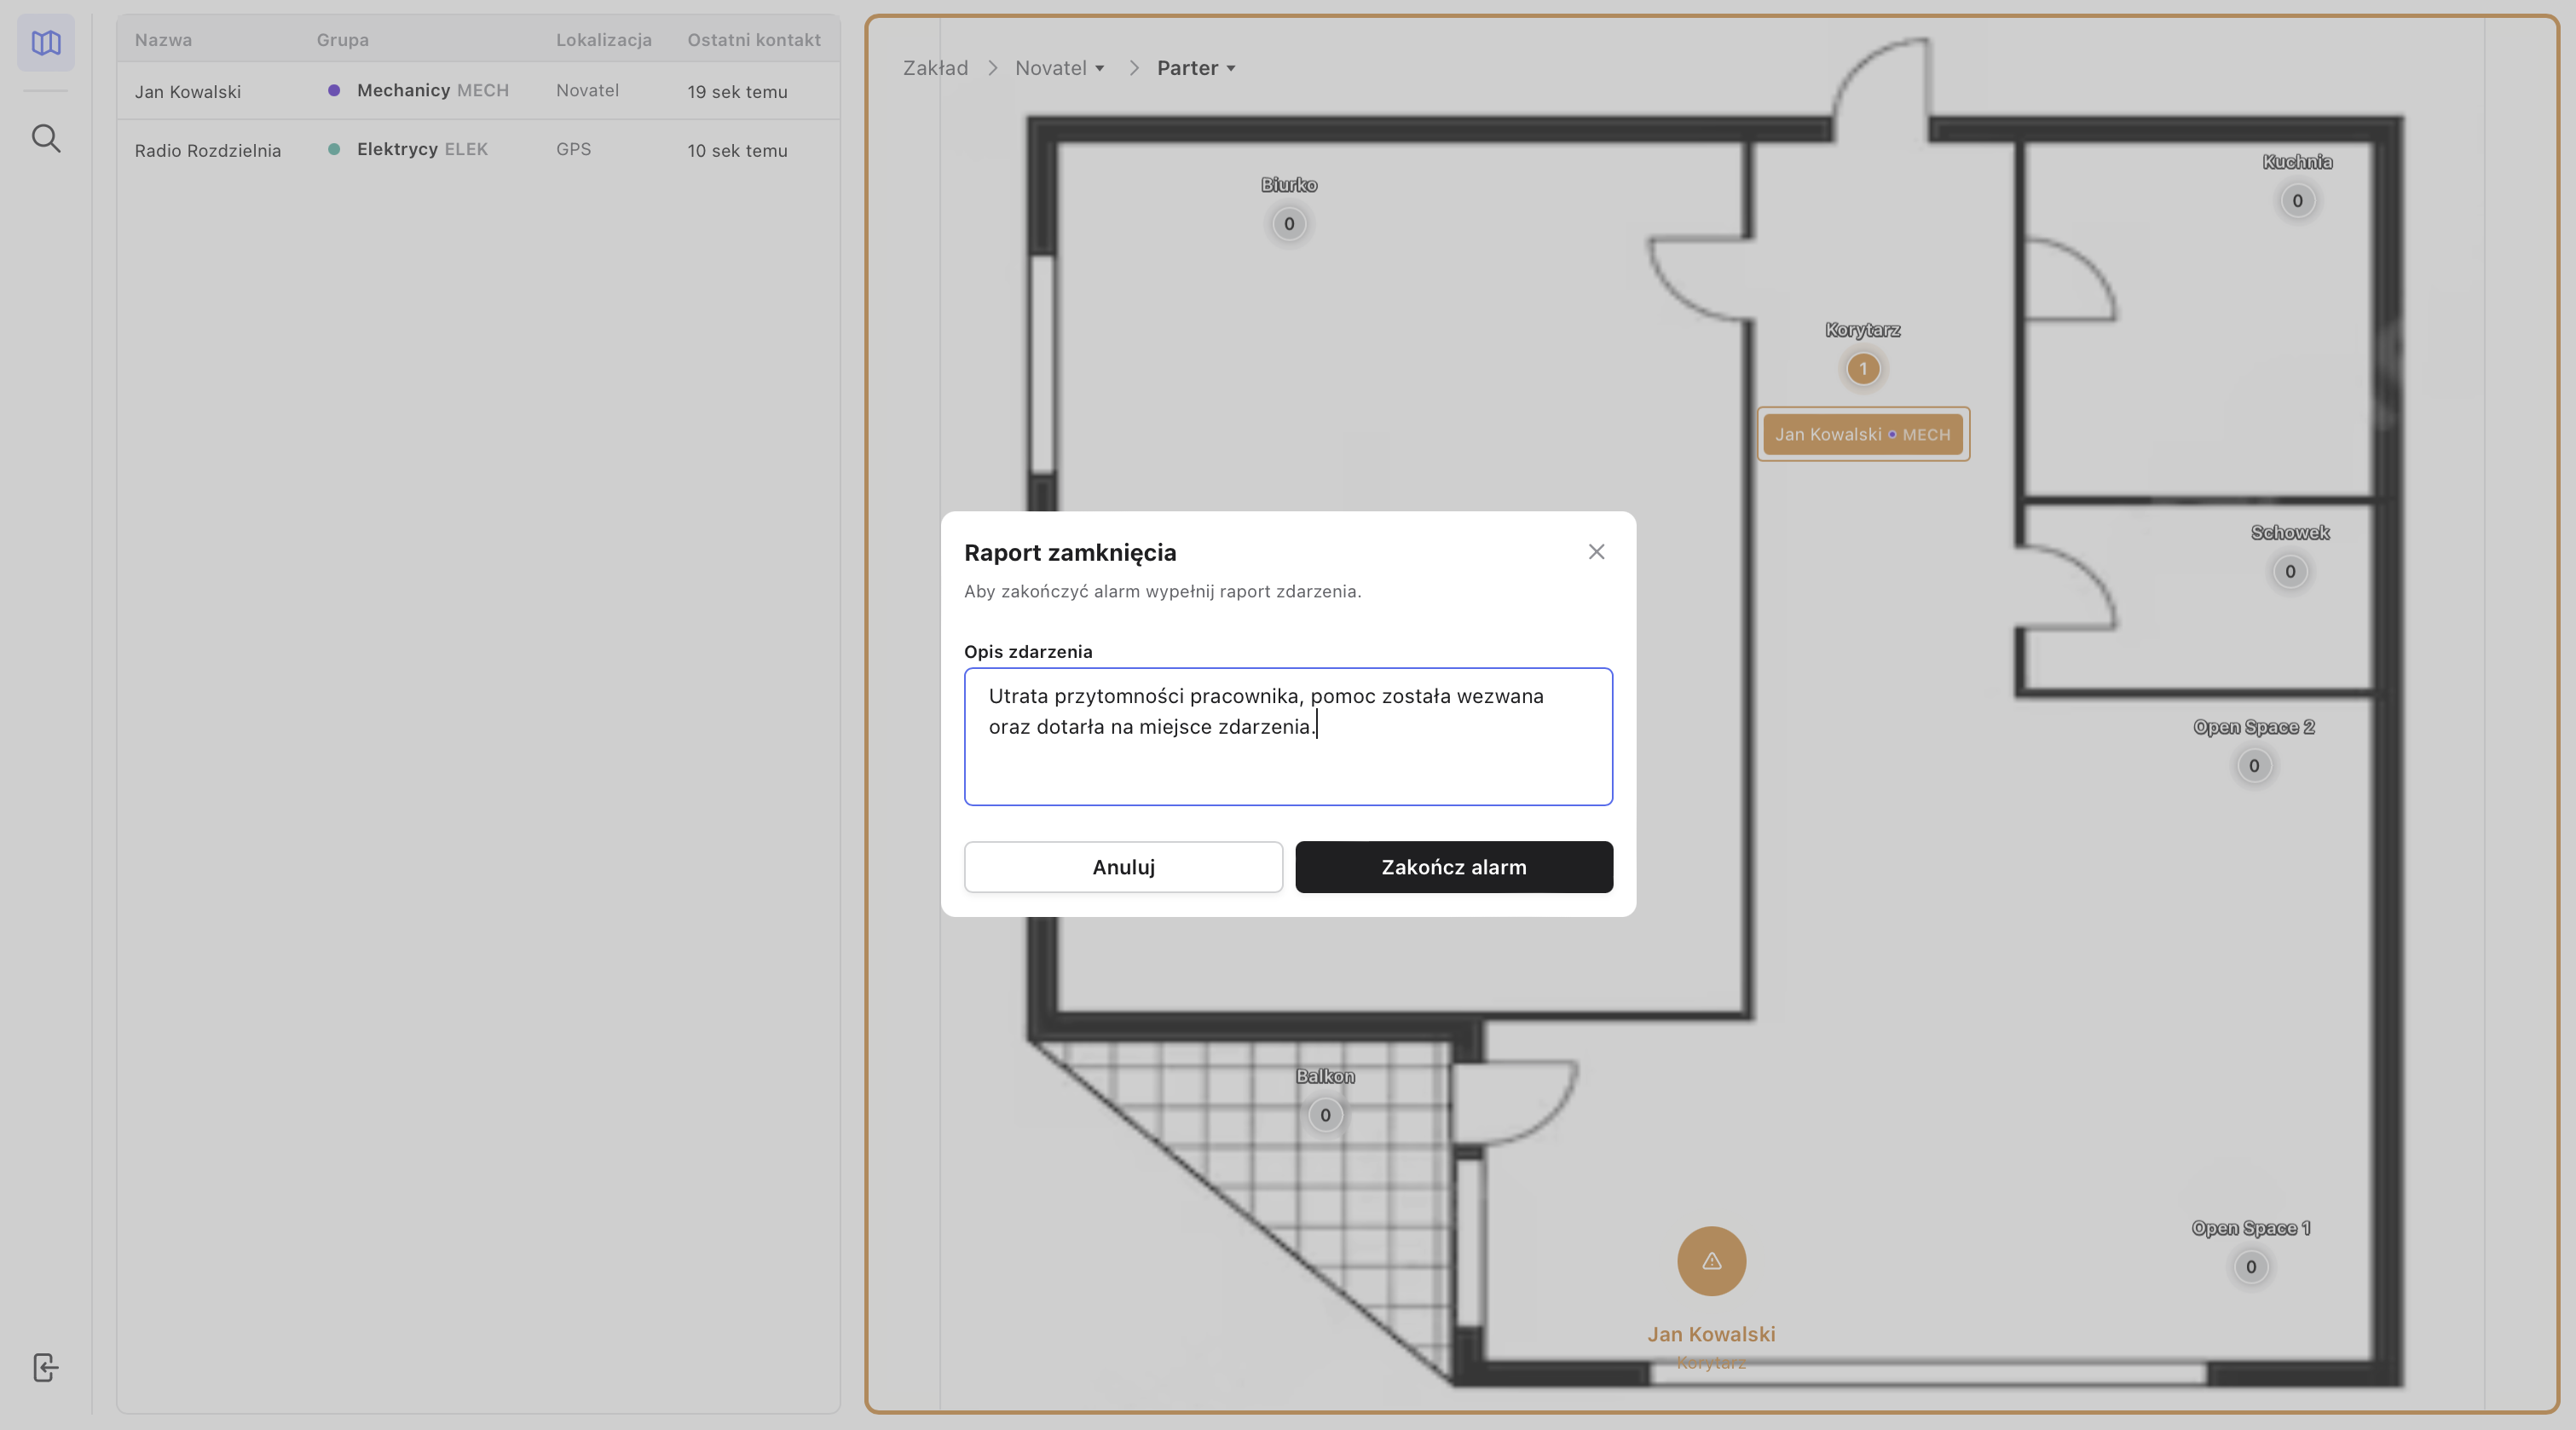 Nazwa Grupa Lokalizacja Ostatni kontakt
Jan Kowalski Mechanicy MECH Novatel 19 sek temu
Radio Rozdzielnia Elektrycy ELEK GPS 10 sek temu
Zakład Novatel Parter
Biurko
0
Kuchnia
0
Korytarz
1
Jan Kowalski MECH
Schowek
0
Raport zamknięcia
Aby zakończyć alarm wypełnij raport zdarzenia.
Opis zdarzenia
Utrata przytomności pracownika, pomoc została wezwana
oraz dotarła na miejsce zdarzenia.
Anuluj Zakończ alarm
Open Space 2
0
Balkon
0
Open Space 1
0
Jan Kowalski
Korytarz